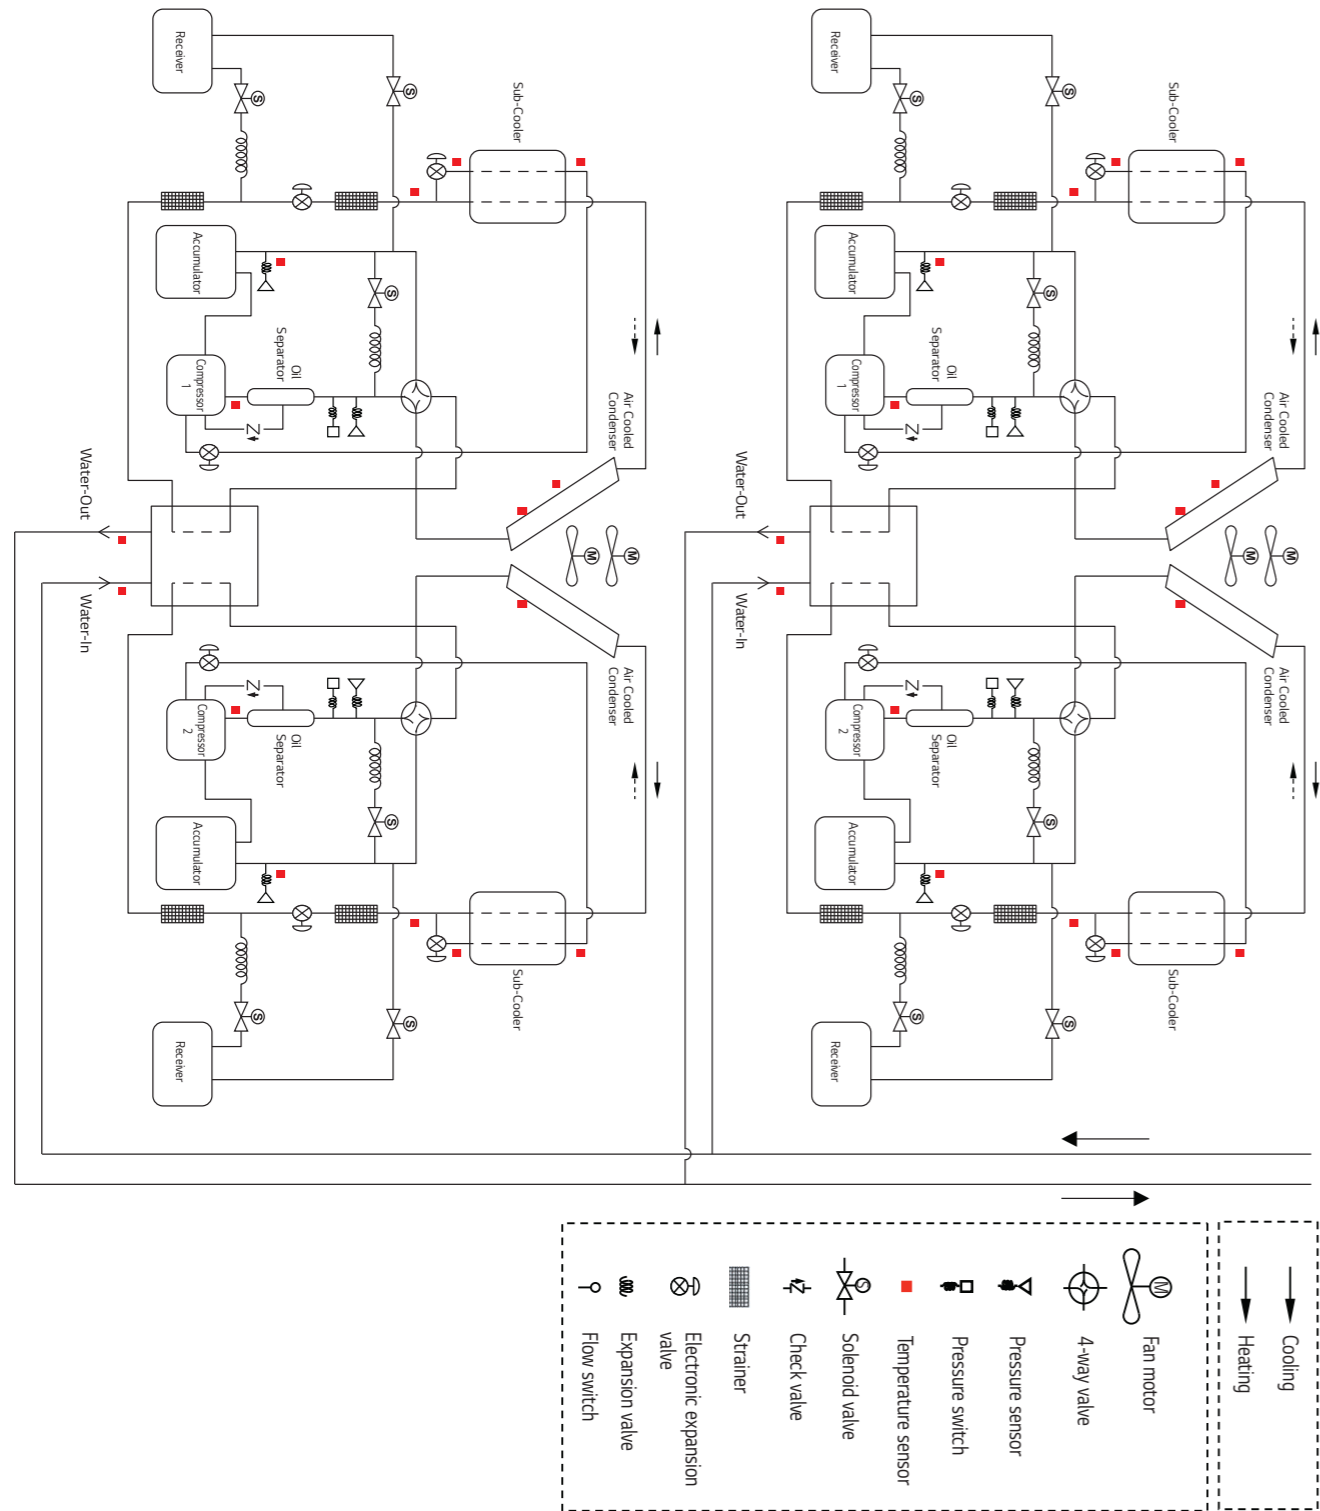 Receiver
S
S
Sub-Cooler
Accumulator
S
Oil
Separator
Compressor
1
Air Cooled
Condenser
Water-Out
M
M
Water-In
Air Cooled
Condenser
Compressor
2
Oil
Separator
S
Accumulator
Sub-Cooler
S
S
Receiver
Receiver
S
S
Sub-Cooler
Accumulator
S
Oil
Separator
Compressor
1
Air Cooled
Condenser
Water-Out
M
M
Water-In
Air Cooled
Condenser
Compressor
2
Oil
Separator
S
Accumulator
Sub-Cooler
S
S
Receiver
Cooling
Heating
M
Fan motor
4-way valve
Pressure sensor
Pressure switch
Temperature sensor
S
Solenoid valve
Check valve
Strainer
Electronic expansion
valve
Expansion valve
Flow switch